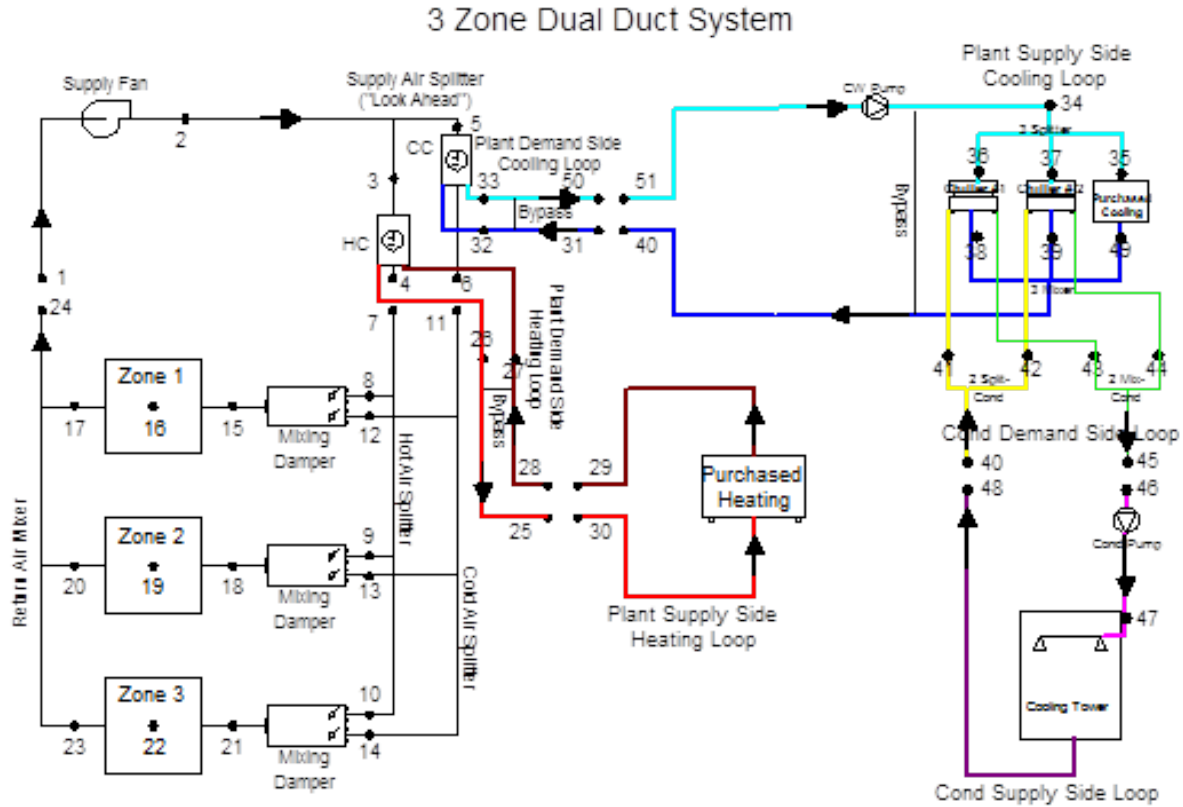 3 Zone Dual Duct System
Supply Fan
2
Supply Air Splitter
("Look Ahead")
5
CC
Plant Demand Side
Cooling Loop
3
33
50
51
Bypass
32
31
40
HC
4
6
1
24
7
11
26
27
Plant Demand Side
Heating loop
Bypass
CW Pump
Plant Supply Side
Cooling Loop
34
2 Splitter
36
37
35
Chiller #1
Chiller #2
Purchased
Cooling
Bypass
38
39
49
3 Mixer
41
42
43
44
2 Split-
Cond
2 Mix-
Cond
Cond Demand Side Loop
40
48
45
46
Cond Pump
47
Cooling Tower
Cond Supply Side Loop
Zone 1
17
16
15
Mixing
Damper
8
12
Hot Air Splitter
28
29
25
30
Purchased
Heating
Plant Supply Side
Heating Loop
Return Air Mixer
Zone 2
20
19
18
Mixing
Damper
9
13
Cold Air Splitter
Zone 3
23
22
21
Mixing
Damper
10
14